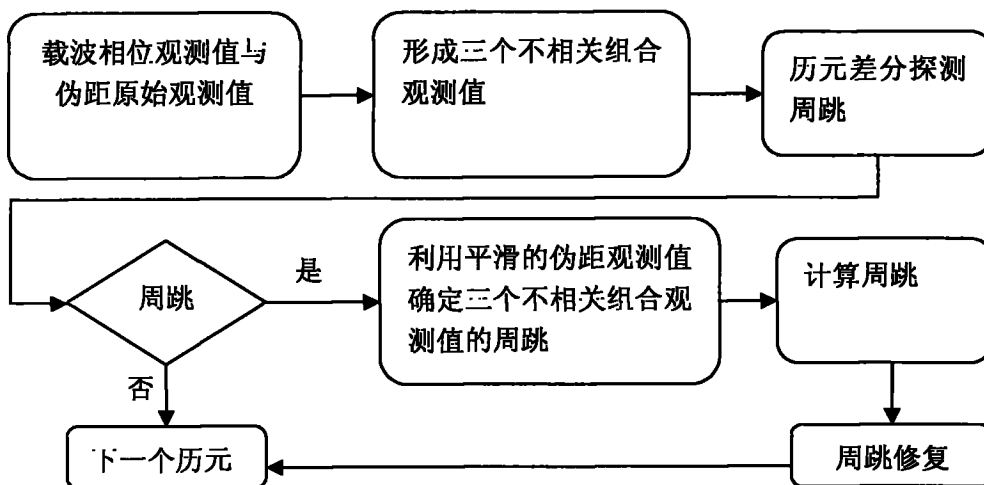 载波相位观测值与
伪距原始观测值
形成三个不相关组合
观测值
历元差分探测
周跳
周跳
是
否
利用平滑的伪距观测值
确定三个不相关组合观
测值的周跳
计算周跳
周跳修复
下一个历元